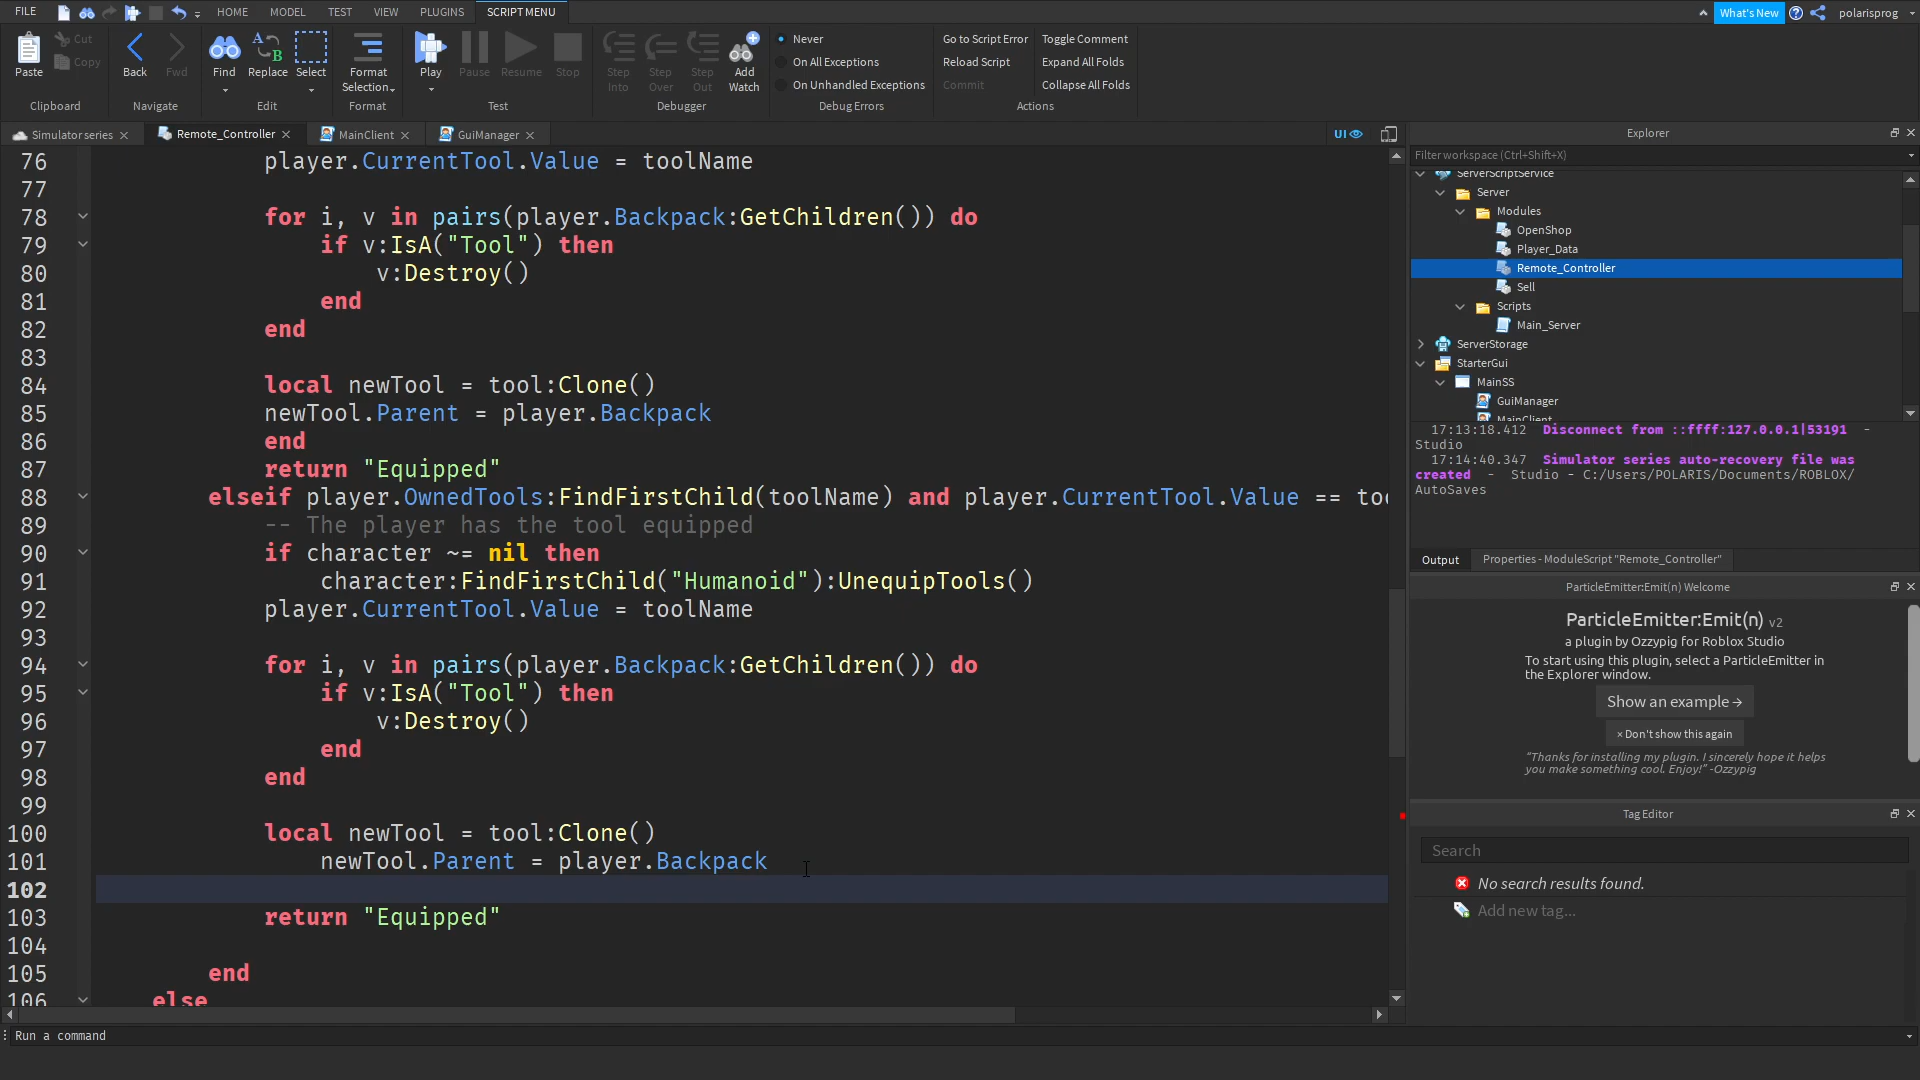 FILE HOME MODEL TEST VIEW PLUGINS SCRIPT MENU What's New polarisprog
Paste Cut Copy Clipboard
Back Fwd Navigate
Find Replace Select Edit
Format Selection Format
Play Pause Resume Stop Test
Step Into Step Over Step Out Add Watch Debugger
Never
On All Exceptions
On Unhandled Exceptions
Debug Errors
Go to Script Error Toggle Comment
Reload Script Expand All Folds
Commit Collapse All Folds
Actions
Simulator series Remote_Controller MainClient GuiManager UI
76 player.CurrentTool.Value = toolName
77
78 for i, v in pairs(player.Backpack:GetChildren()) do
79 if v:IsA("Tool") then
80 v:Destroy()
81 end
82 end
83
84 local newTool = tool:Clone()
85 newTool.Parent = player.Backpack
86 end
87 return "Equipped"
88 elseif player.OwnedTools:FindFirstChild(toolName) and player.CurrentTool.Value == too
89 -- The player has the tool equipped
90 if character ~= nil then
91 character:FindFirstChild("Humanoid"):UnequipTools()
92 player.CurrentTool.Value = toolName
93
94 for i, v in pairs(player.Backpack:GetChildren()) do
95 if v:IsA("Tool") then
96 v:Destroy()
97 end
98 end
99
100 local newTool = tool:Clone()
101 newTool.Parent = player.Backpack
102
103 return "Equipped"
104
105 end
106 else
Run a command
Explorer
Filter workspace (Ctrl+Shift+X)
ServerScriptService
Server
Modules
OpenShop
Player_Data
Remote_Controller
Sell
Scripts
Main_Server
ServerStorage
StarterGui
MainSS
GuiManager
MainClient
17:13:18.412 Disconnect from ::ffff:127.0.0.1|53191 -
Studio
17:14:40.347 Simulator series auto-recovery file was
created - Studio - C:/Users/POLARIS/Documents/ROBLOX/
AutoSaves
Output Properties - ModuleScript "Remote_Controller"
ParticleEmitter:Emit(n) Welcome
ParticleEmitter:Emit(n) v2
a plugin by Ozzypig for Roblox Studio
To start using this plugin, select a ParticleEmitter in
the Explorer window.
Show an example →
× Don't show this again
"Thanks for installing my plugin. I sincerely hope it helps
you make something cool. Enjoy!" -Ozzypig
Tag Editor
Search
No search results found.
Add new tag...